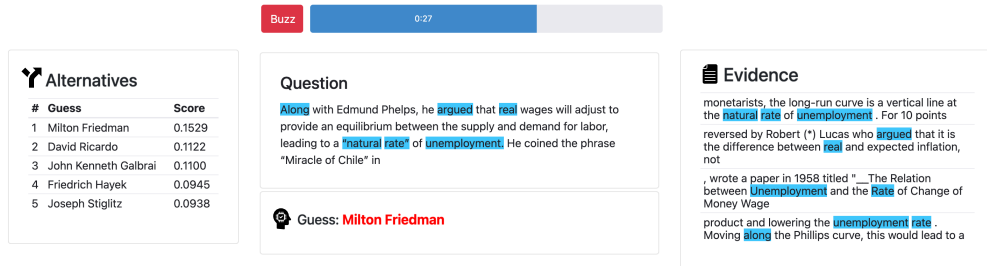 Buzz
0:27
Alternatives
# Guess Score
1 Milton Friedman 0.1529
2 David Ricardo 0.1122
3 John Kenneth Galbrai 0.1100
4 Friedrich Hayek 0.0945
5 Joseph Stiglitz 0.0938
Question
Along with Edmund Phelps, he argued that real wages will adjust to
provide an equilibrium between the supply and demand for labor,
leading to a "natural rate" of unemployment. He coined the phrase
"Miracle of Chile" in
Guess: Milton Friedman
Evidence
monetarists, the long-run curve is a vertical line at
the natural rate of unemployment . For 10 points
reversed by Robert (*) Lucas who argued that it is
the difference between real and expected inflation,
not
, wrote a paper in 1958 titled "__The Relation
between Unemployment and the Rate of Change of
Money Wage
product and lowering the unemployment rate .
Moving along the Phillips curve, this would lead to a